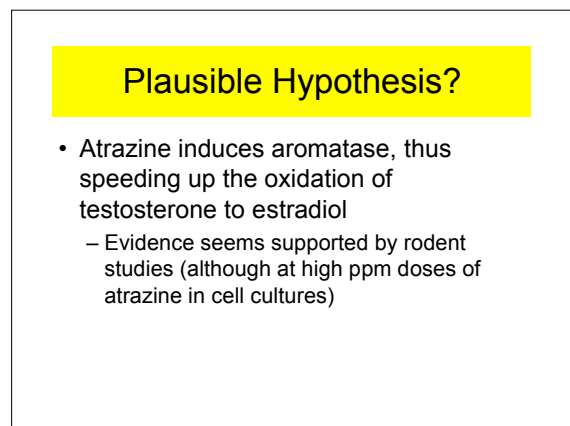 Plausible Hypothesis?
• Atrazine induces aromatase, thus
speeding up the oxidation of
testosterone to estradiol
– Evidence seems supported by rodent
studies (although at high ppm doses of
atrazine in cell cultures)